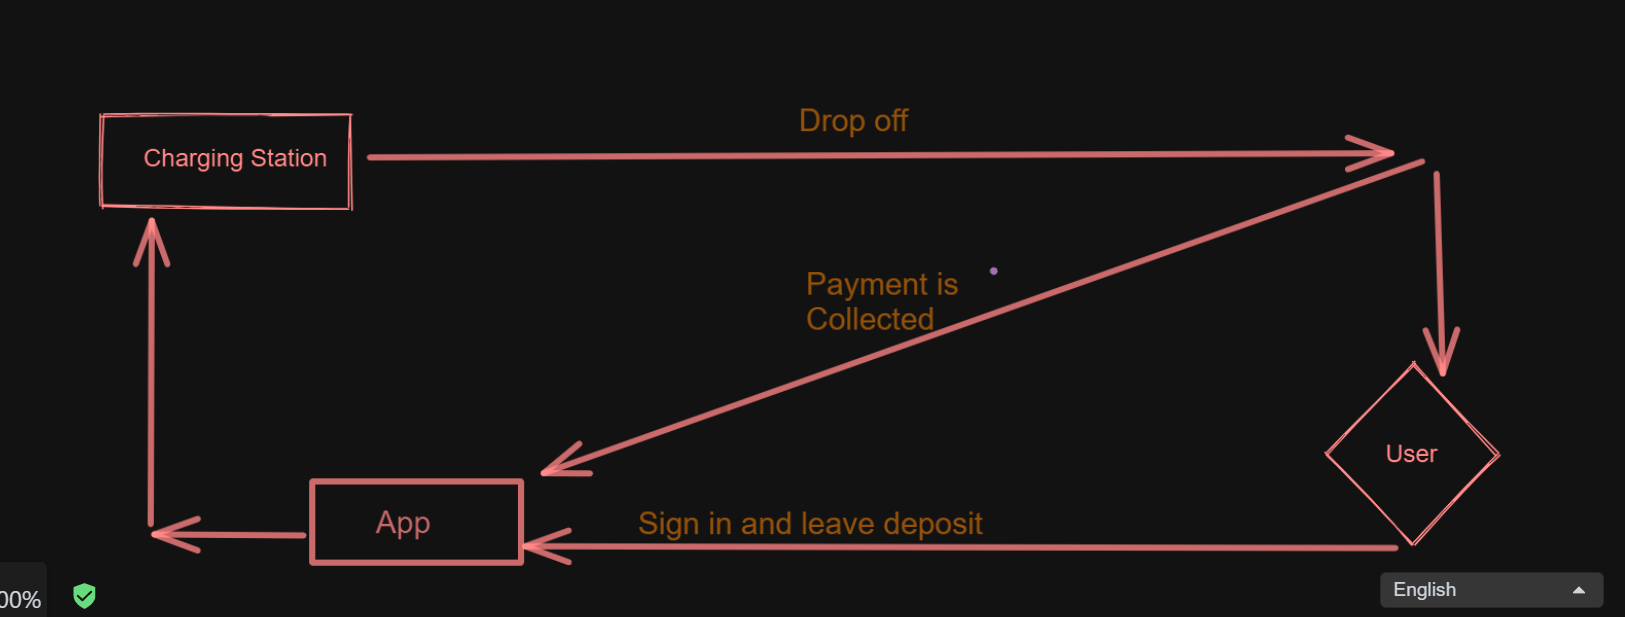 Drop off
Charging Station
Payment is
Collected
User
App
Sign in and leave deposit
English
00%